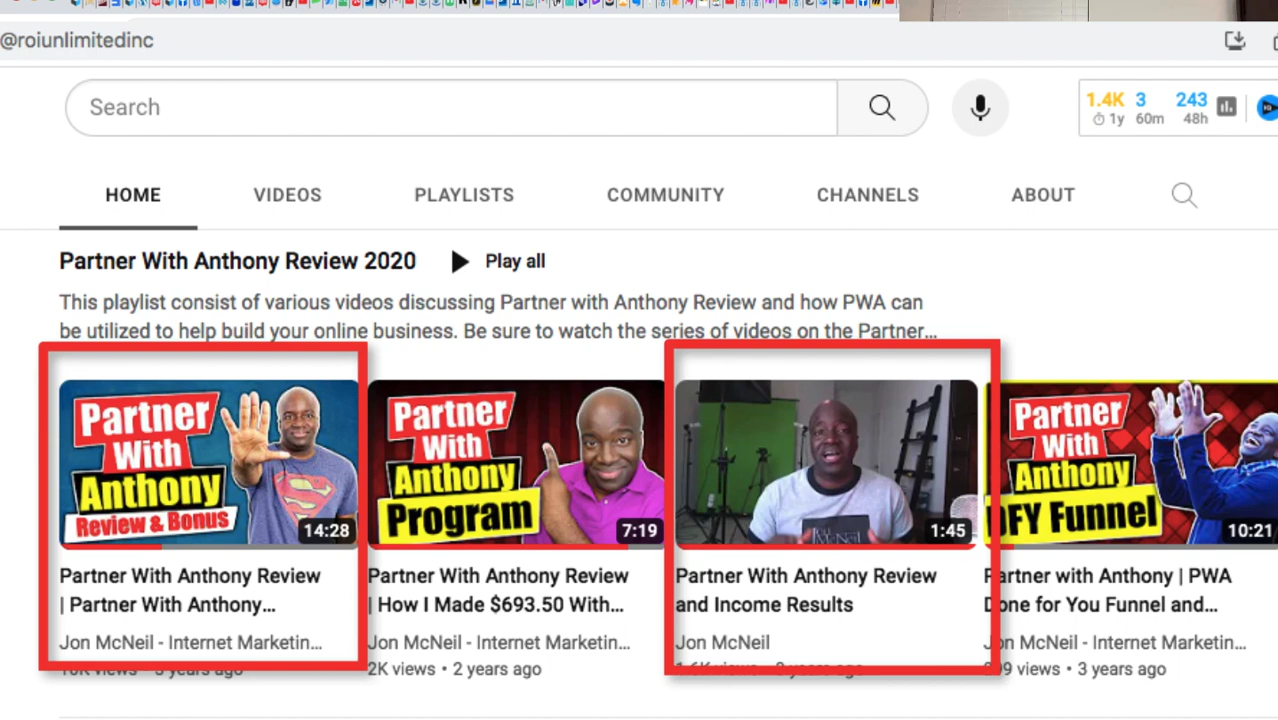 @roiunlimitedinc
Search
1.4K 3 243
1y 60m 48h
HOME VIDEOS PLAYLISTS COMMUNITY CHANNELS ABOUT
Partner With Anthony Review 2020 Play all
This playlist consist of various videos discussing Partner with Anthony Review and how PWA can
be utilized to help build your online business. Be sure to watch the series of videos on the Partner...
Partner
With
Anthony
Review & Bonus
14:28
Partner With Anthony Review
| Partner With Anthony...
Jon McNeil - Internet Marketin...
Partner
With
Anthony
Program
7:19
Partner With Anthony Review
| How I Made $693.50 With...
Jon McNeil - Internet Marketin...
2K views • 2 years ago
1:45
Partner With Anthony Review
and Income Results
Jon McNeil
Partner
With
Anthony
DFY Funnel
10:21
Partner with Anthony | PWA
Done for You Funnel and...
Jon McNeil - Internet Marketin...
views • 3 years ago